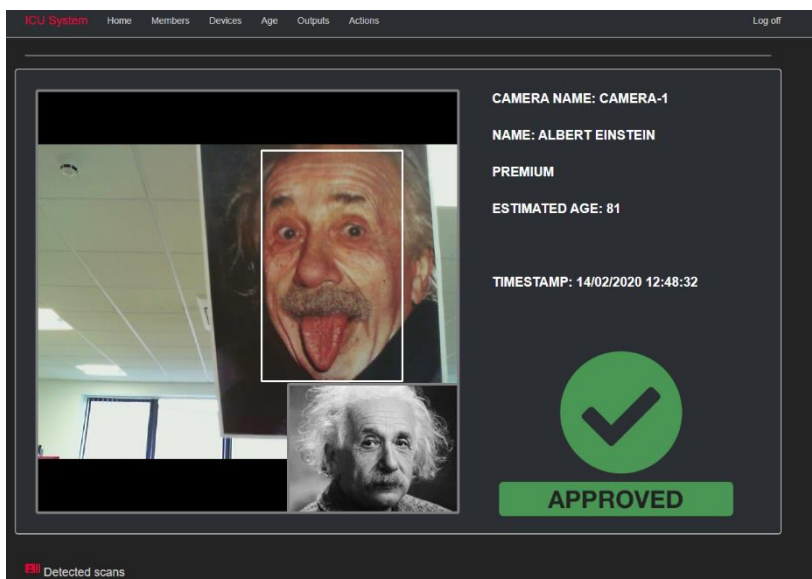 ICU System Home Members Devices Age Outputs Actions Log off
CAMERA NAME: CAMERA-1
NAME: ALBERT EINSTEIN
PREMIUM
ESTIMATED AGE: 81
TIMESTAMP: 14/02/2020 12:48:32
APPROVED
Detected scans